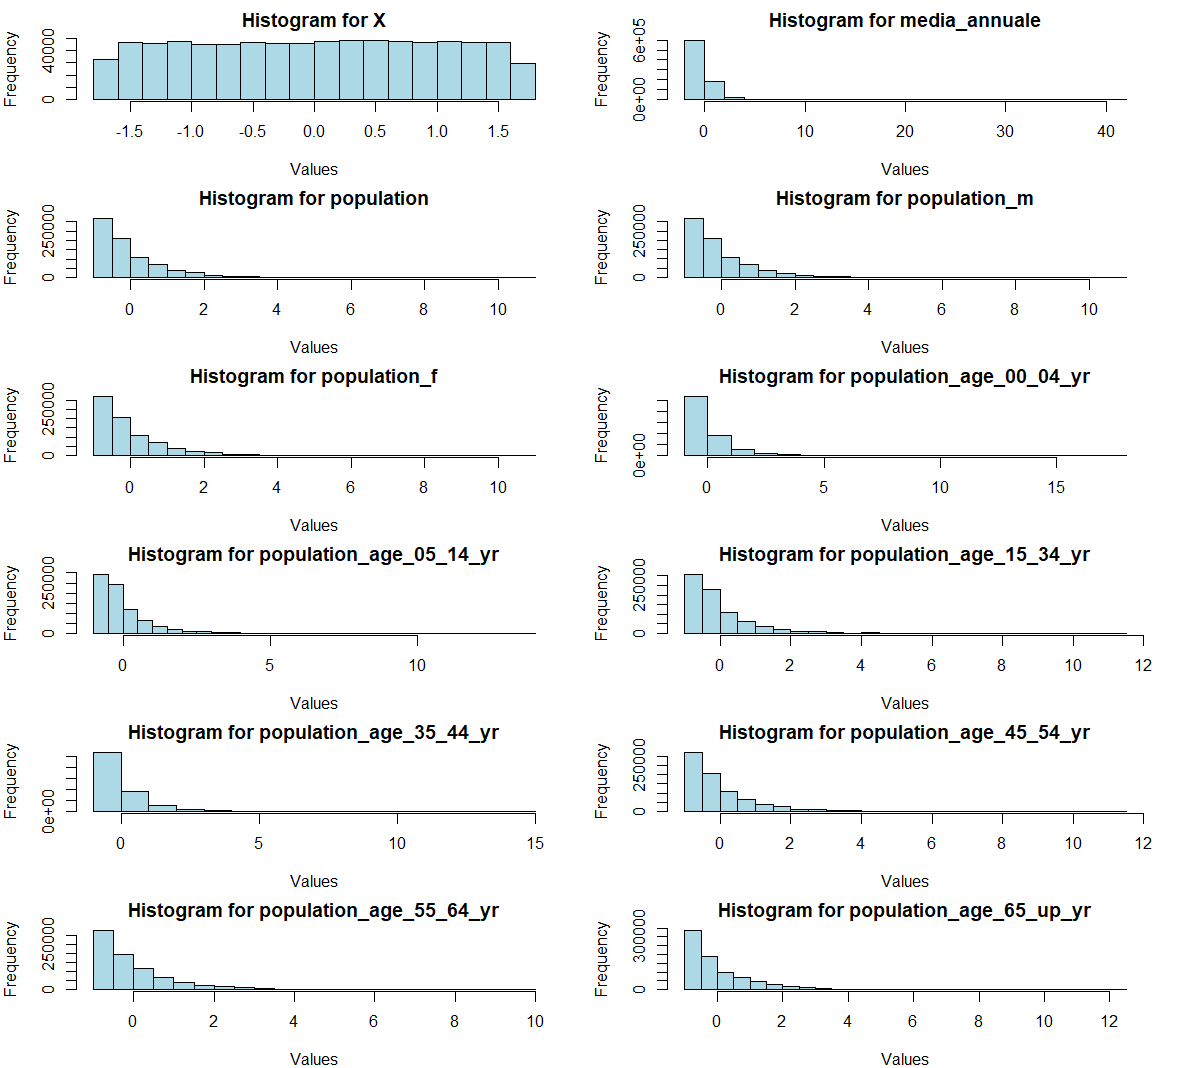 Histogram for X
Frequency
0 40000
-1.5 -1.0 -0.5 0.0 0.5 1.0 1.5
Values
Histogram for media_annuale
Frequency
0e+00 6e+05
0 10 20 30 40
Values
Histogram for population
Frequency
0 250000
0 2 4 6 8 10
Values
Histogram for population_m
Frequency
0 250000
0 2 4 6 8 10
Values
Histogram for population_f
Frequency
0 250000
0 2 4 6 8 10
Values
Histogram for population_age_00_04_yr
Frequency
0e+00
0 5 10 15
Values
Histogram for population_age_05_14_yr
Frequency
0 250000
0 5 10
Values
Histogram for population_age_15_34_yr
Frequency
0 250000
0 2 4 6 8 10 12
Values
Histogram for population_age_35_44_yr
Frequency
0e+00
0 5 10 15
Values
Histogram for population_age_45_54_yr
Frequency
0 250000
0 2 4 6 8 10 12
Values
Histogram for population_age_55_64_yr
Frequency
0 250000
0 2 4 6 8 10
Values
Histogram for population_age_65_up_yr
Frequency
0 300000
0 2 4 6 8 10 12
Values